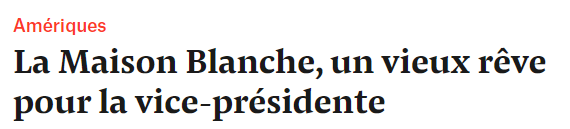 Amériques
La Maison Blanche, un vieux rêve
pour la vice-présidente